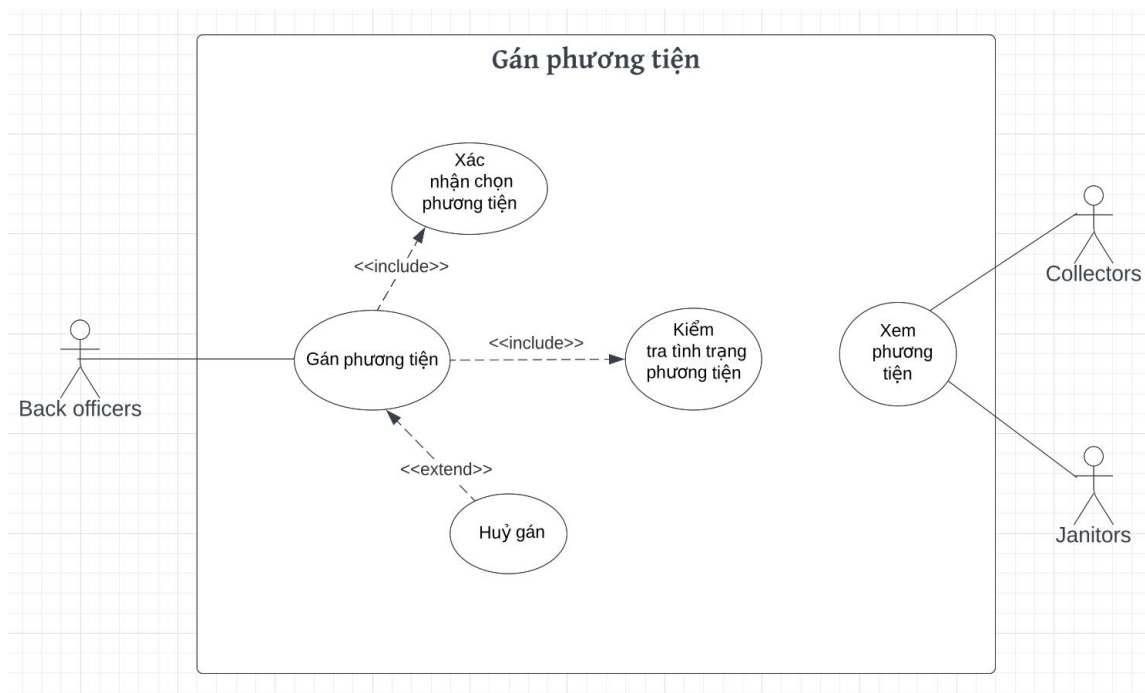 Gán phương tiện
Xác
nhận chọn
phương tiện
<<include>>
Collectors
Back officers
Gán phương tiện
<<include>>
Kiểm
tra tình trạng
phương tiện
Xem
phương
tiện
<<extend>>
Huỷ gán
Janitors